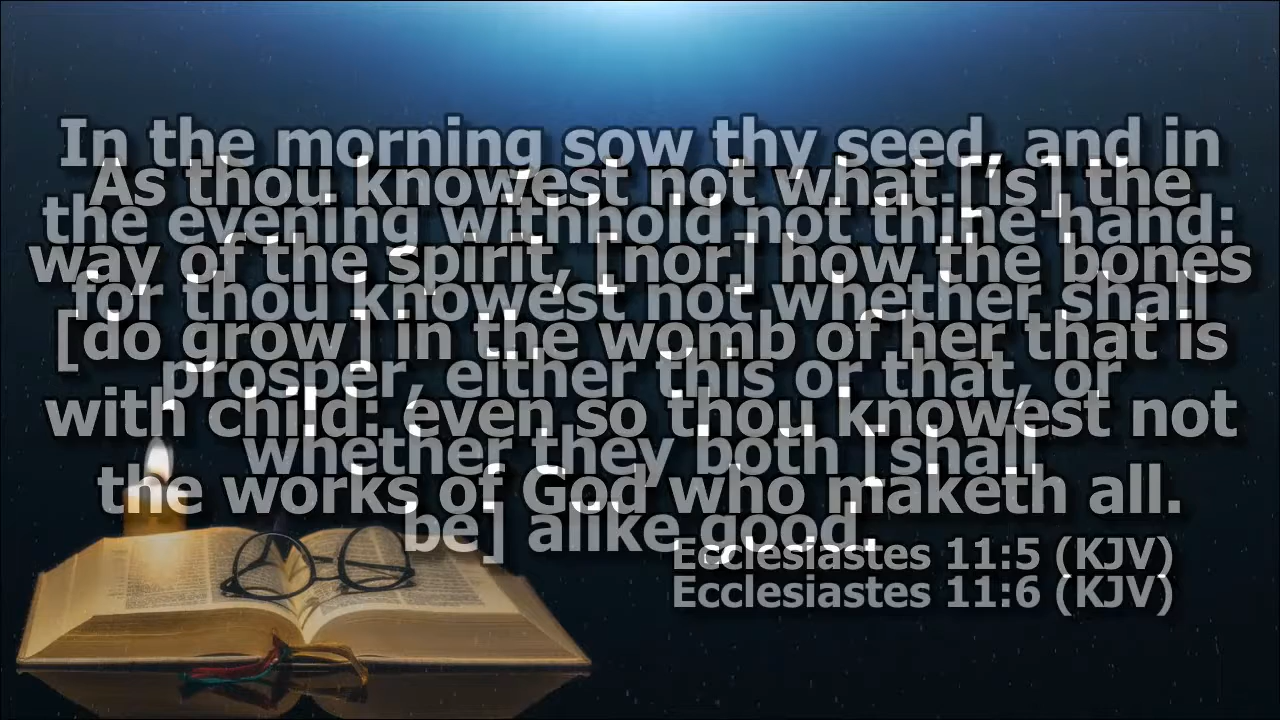 In the morning sow thy seed, and in
As thou knowest not what [is] the
the evening withhold not thine hand:
way of the spirit, [nor] how the bones
for thou knowest not whether shall
[do grow] in the womb of her that is
prosper, either this or that, or
with child: even so thou knowest not
whether they both [shall
the works of God who maketh all.
be] alike good.
Ecclesiastes 11:5 (KJV)
Ecclesiastes 11:6 (KJV)